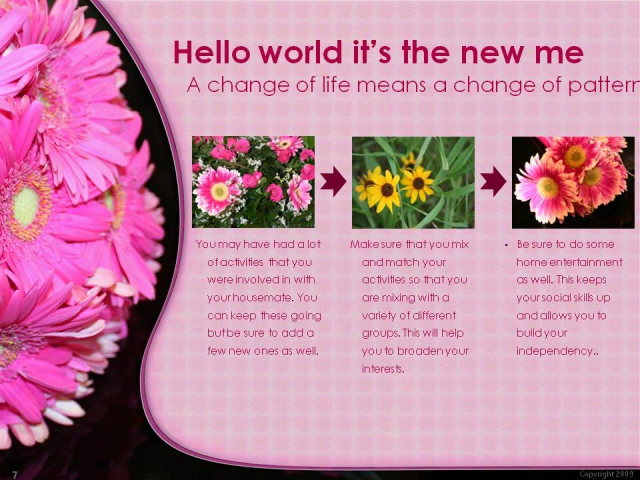 Hello world it's the new me
A change of life means a change of pattern
You may have had a lot
of activities that you
were involved in with
your housemate. You
can keep these going
but be sure to add a
few new ones as well.
Make sure that you mix
and match your
activities so that you
are mixing with a
variety of different
groups. This will help
you to broaden your
interests.
• Be sure to do some
home entertainment
as well. This keeps
your social skills up
and allows you to
build your
independency..
7
Copyright 2009